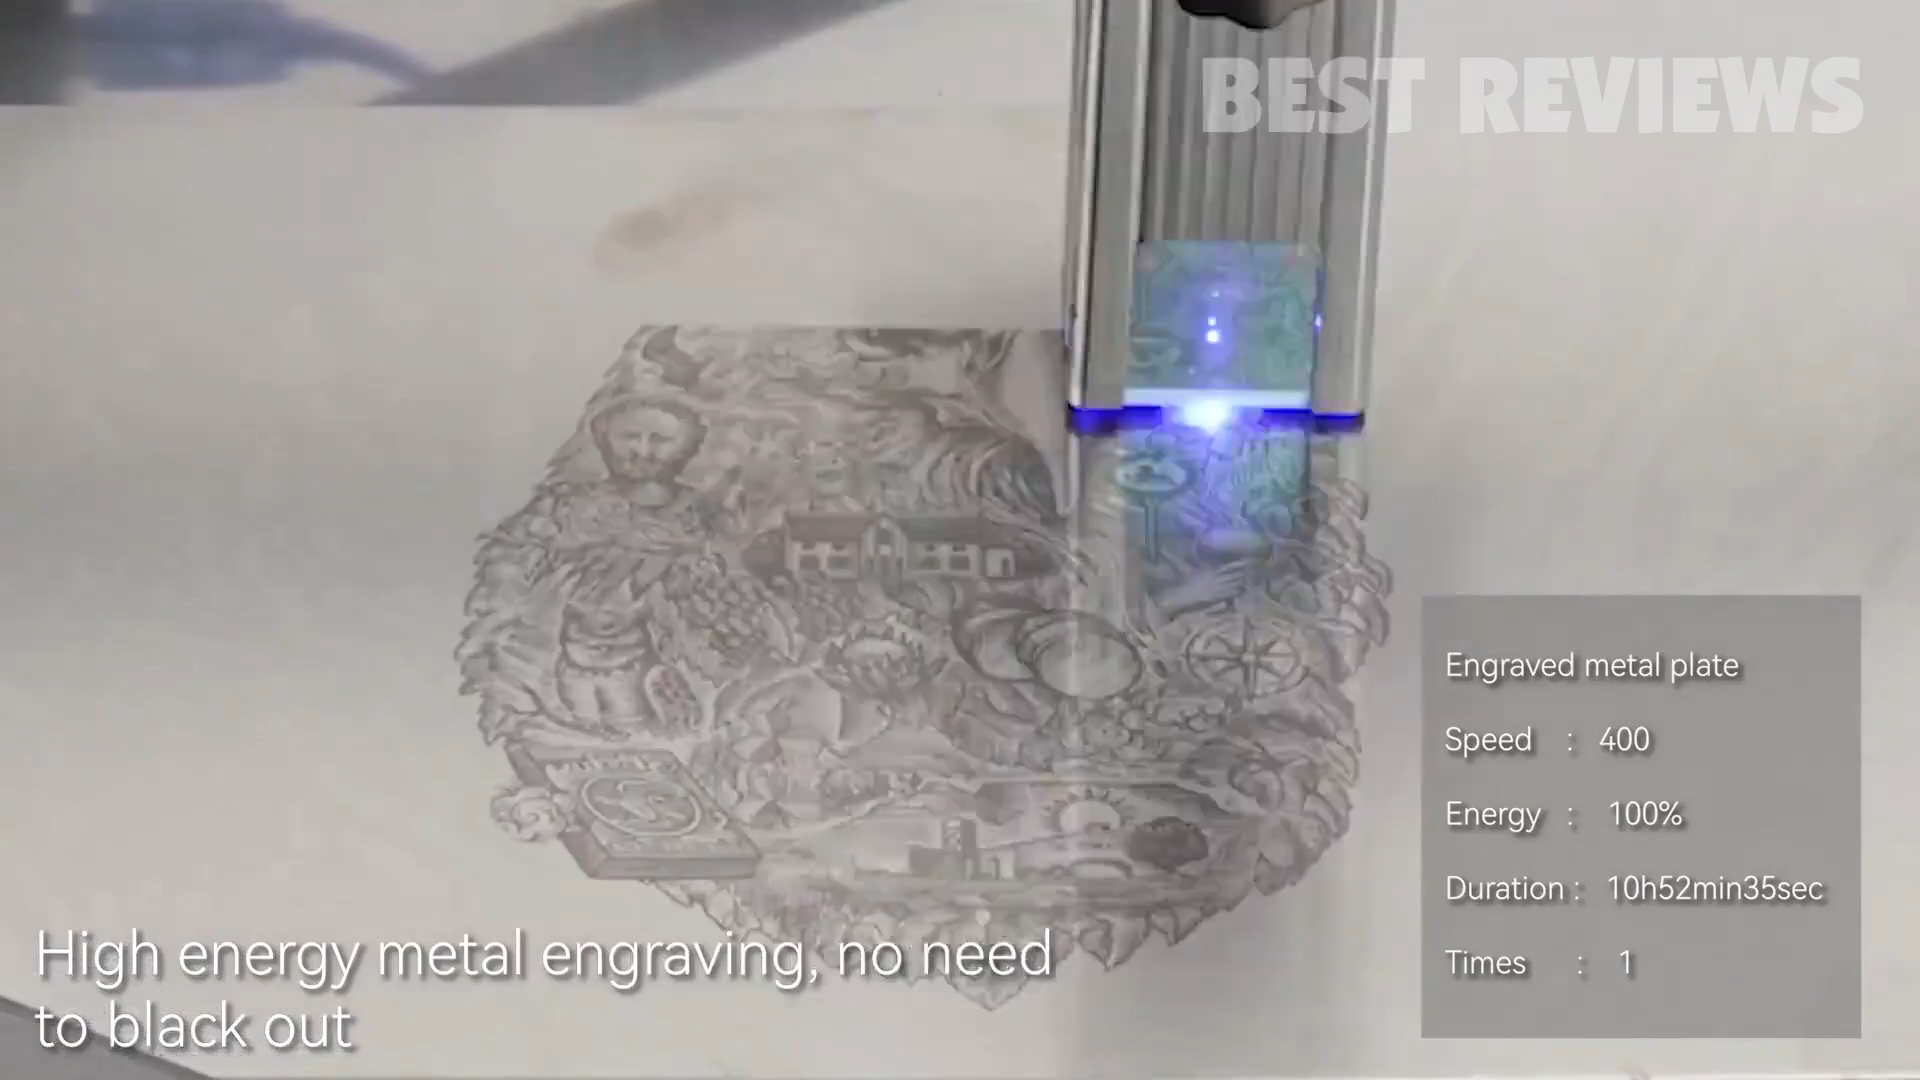 BEST REVIEWS
Engraved metal plate
Speed : 400
Energy : 100%
Duration : 10h52min35sec
Times : 1
High energy metal engraving, no need
to black out